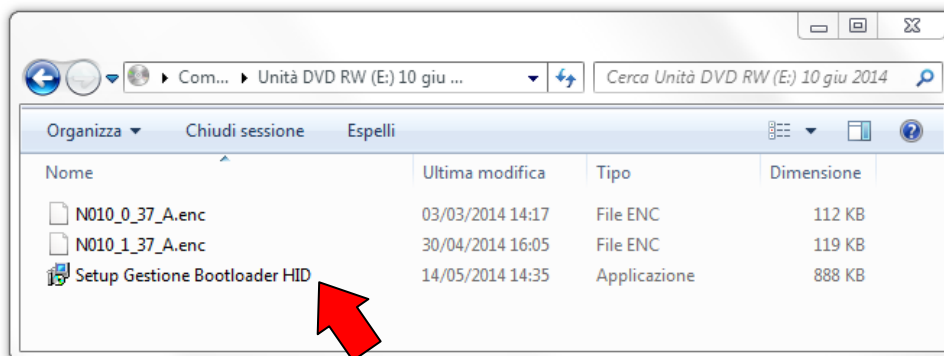 Com... Unità DVD RW (E:) 10 giu ... Cerca Unità DVD RW (E:) 10 giu 2014
Organizza Chiudi sessione Espelli
Nome Ultima modifica Tipo Dimensione
N010_0_37_A.enc 03/03/2014 14:17 File ENC 112 KB
N010_1_37_A.enc 30/04/2014 16:05 File ENC 119 KB
Setup Gestione Bootloader HID 14/05/2014 14:35 Applicazione 888 KB